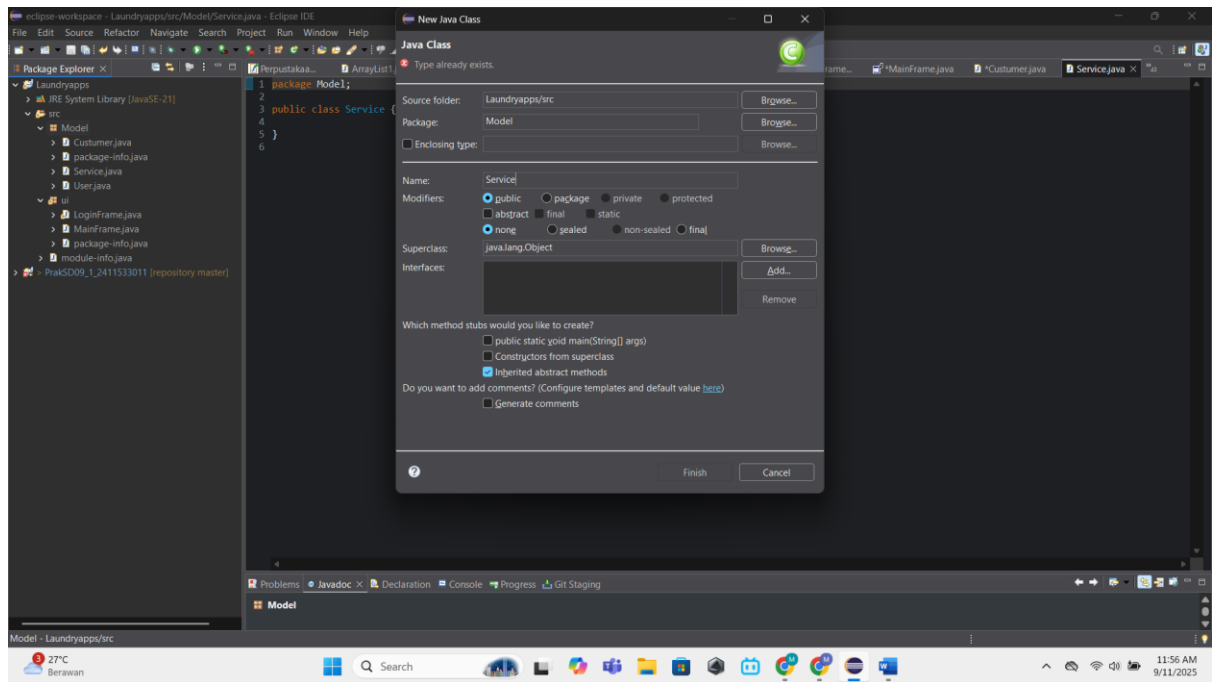 eclipse-workspace - Laundryapps/src/Model/Service.java - Eclipse IDE
File Edit Source Refactor Navigate Search Project Run Window Help
Package Explorer
Laundryapps
JRE System Library [JavaSE-21]
src
Model
Custumer.java
package-info.java
Service.java
User.java
ui
LoginFrame.java
MainFrame.java
package-info.java
module-info.java
> PrakSD09_1_2411533011 [repository master]
Perpustakaa... ArrayList1. rame... *MainFrame.java *Custumer.java Service.java
1 package Model;
2
3 public class Service {
4
5 }
6
New Java Class
Java Class
Type already exists.
Source folder: Laundryapps/src Browse...
Package: Model Browse...
Enclosing type: Browse...
Name: Service
Modifiers: public package private protected
abstract final static
none sealed non-sealed final
Superclass: java.lang.Object Browse...
Interfaces: Add...
Remove
Which method stubs would you like to create?
public static void main(String[] args)
Constructors from superclass
Inherited abstract methods
Do you want to add comments? (Configure templates and default value here)
Generate comments
? Finish Cancel
Problems Javadoc Declaration Console Progress Git Staging
Model
Model - Laundryapps/src
3 27°C
Berawan
Search
11:56 AM
9/11/2025